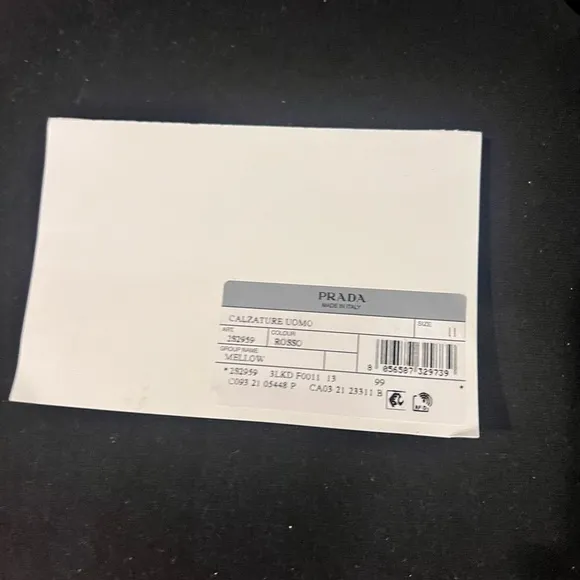 PRADA
MADE IN ITALY
CALZATURE UOMO
SIZE 11
ART. 2S2959 COLOUR ROSSO
GROUP NAME
MELLOW
8 056587 329739
*2S2959 3LKD F0011 13 99 *
C093 21 05448 P CA03 21 23311 B
RFID